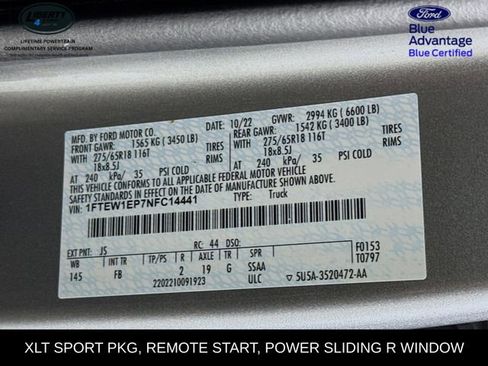 LIBERTY
4
LIFETIME POWERTRAIN
COMPLIMENTARY SERVICE PROGRAM
Ford
Blue
Advantage
Blue Certified
MFD. BY FORD MOTOR CO.
DATE: 10/22 GVWR: 2994 KG (6600 LB)
FRONT GAWR: 1565 KG (3450 LB) REAR GAWR: 1542 KG (3400 LB)
WITH 275/65R18 116T TIRES WITH 275/65R18 116T TIRES
18x8.5J RIMS 18x8.5J RIMS
AT 240 kPa/ 35 PSI COLD AT 240 kPa/ 35 PSI COLD
THIS VEHICLE CONFORMS TO ALL APPLICABLE FEDERAL MOTOR VEHICLE
SAFETY STANDARDS IN EFFECT ON THE DATE OF MANUFACTURE SHOWN ABOVE.
VIN: 1FTEW1EP7NFC14441 TYPE: Truck
EXT PNT: JS RC: 44 DSO: F0153
WB INT TR TP/PS R AXLE TR SPR T0797
145 FB 2 19 G SSAA
2202210091923 ULC 5U5A-3520472-AA
XLT SPORT PKG, REMOTE START, POWER SLIDING R WINDOW